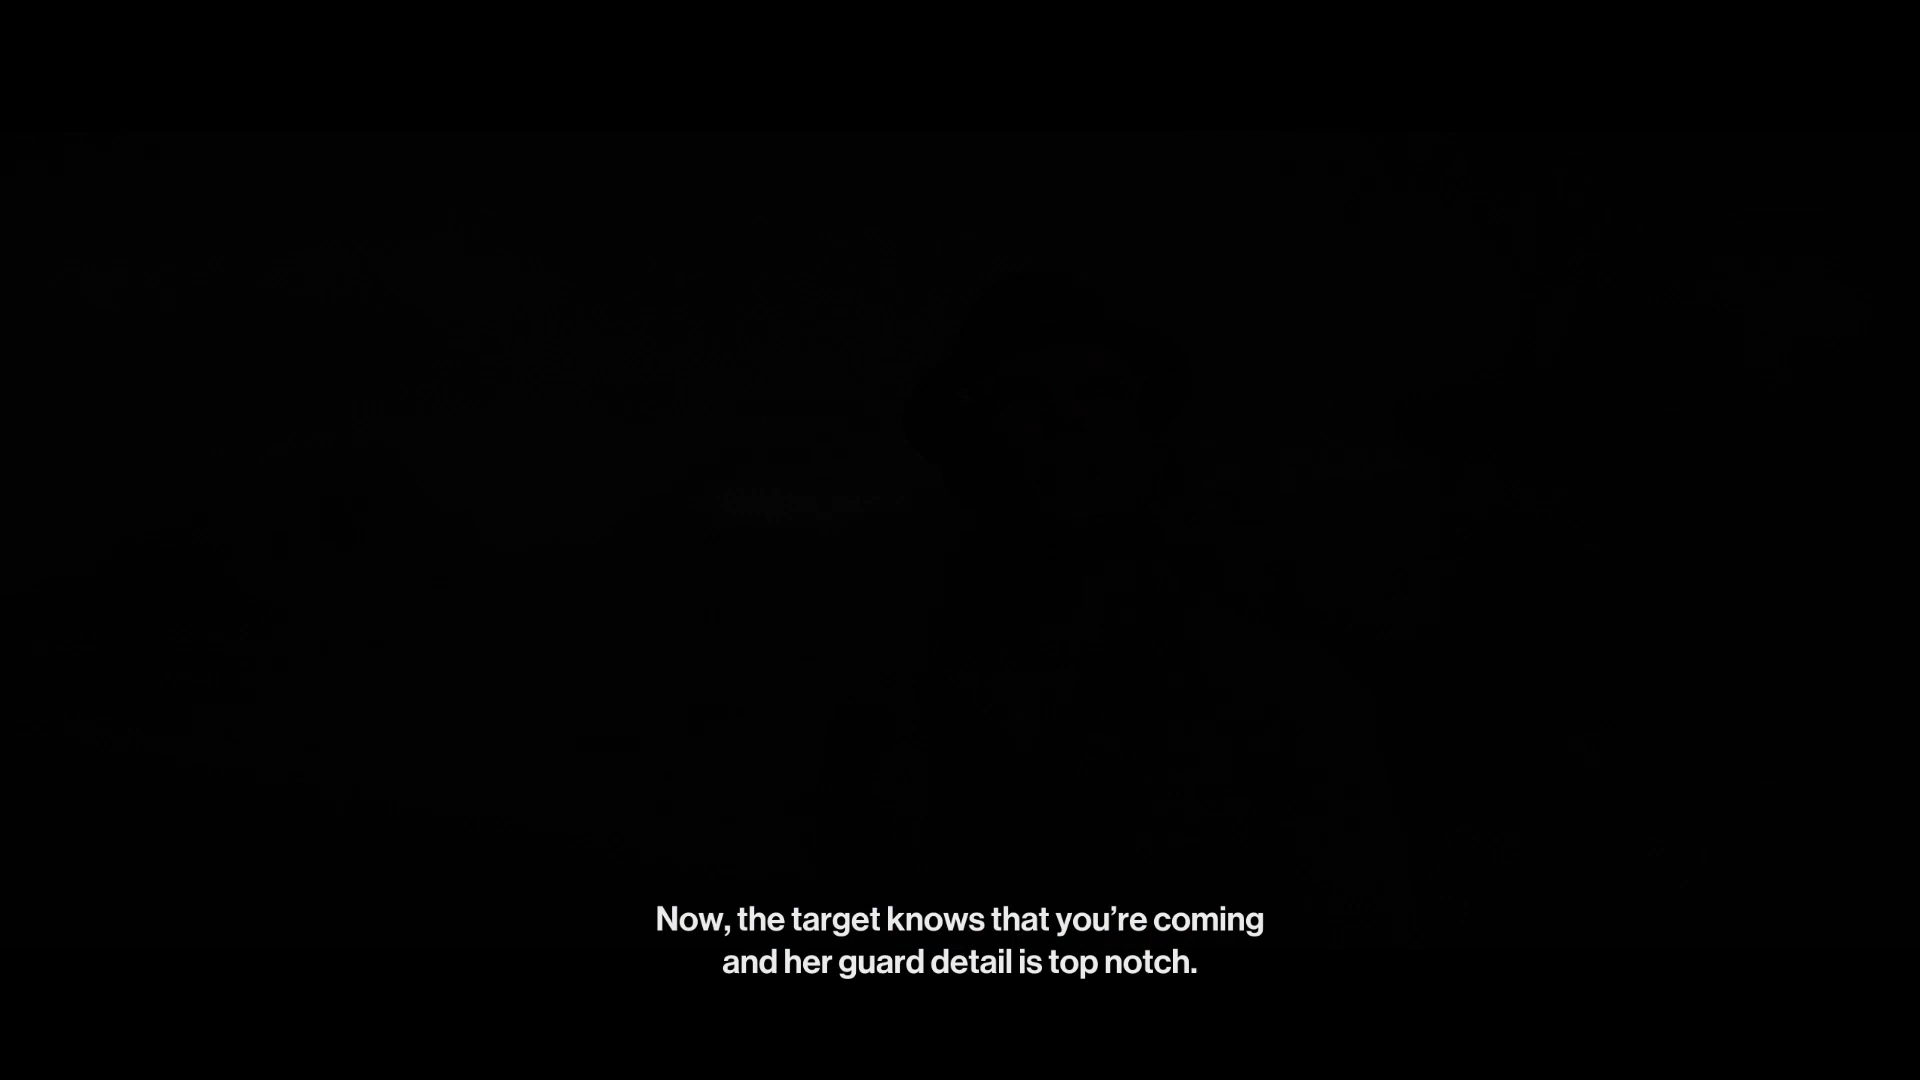 Now, the target knows that you’re coming
and her guard detail is top notch.